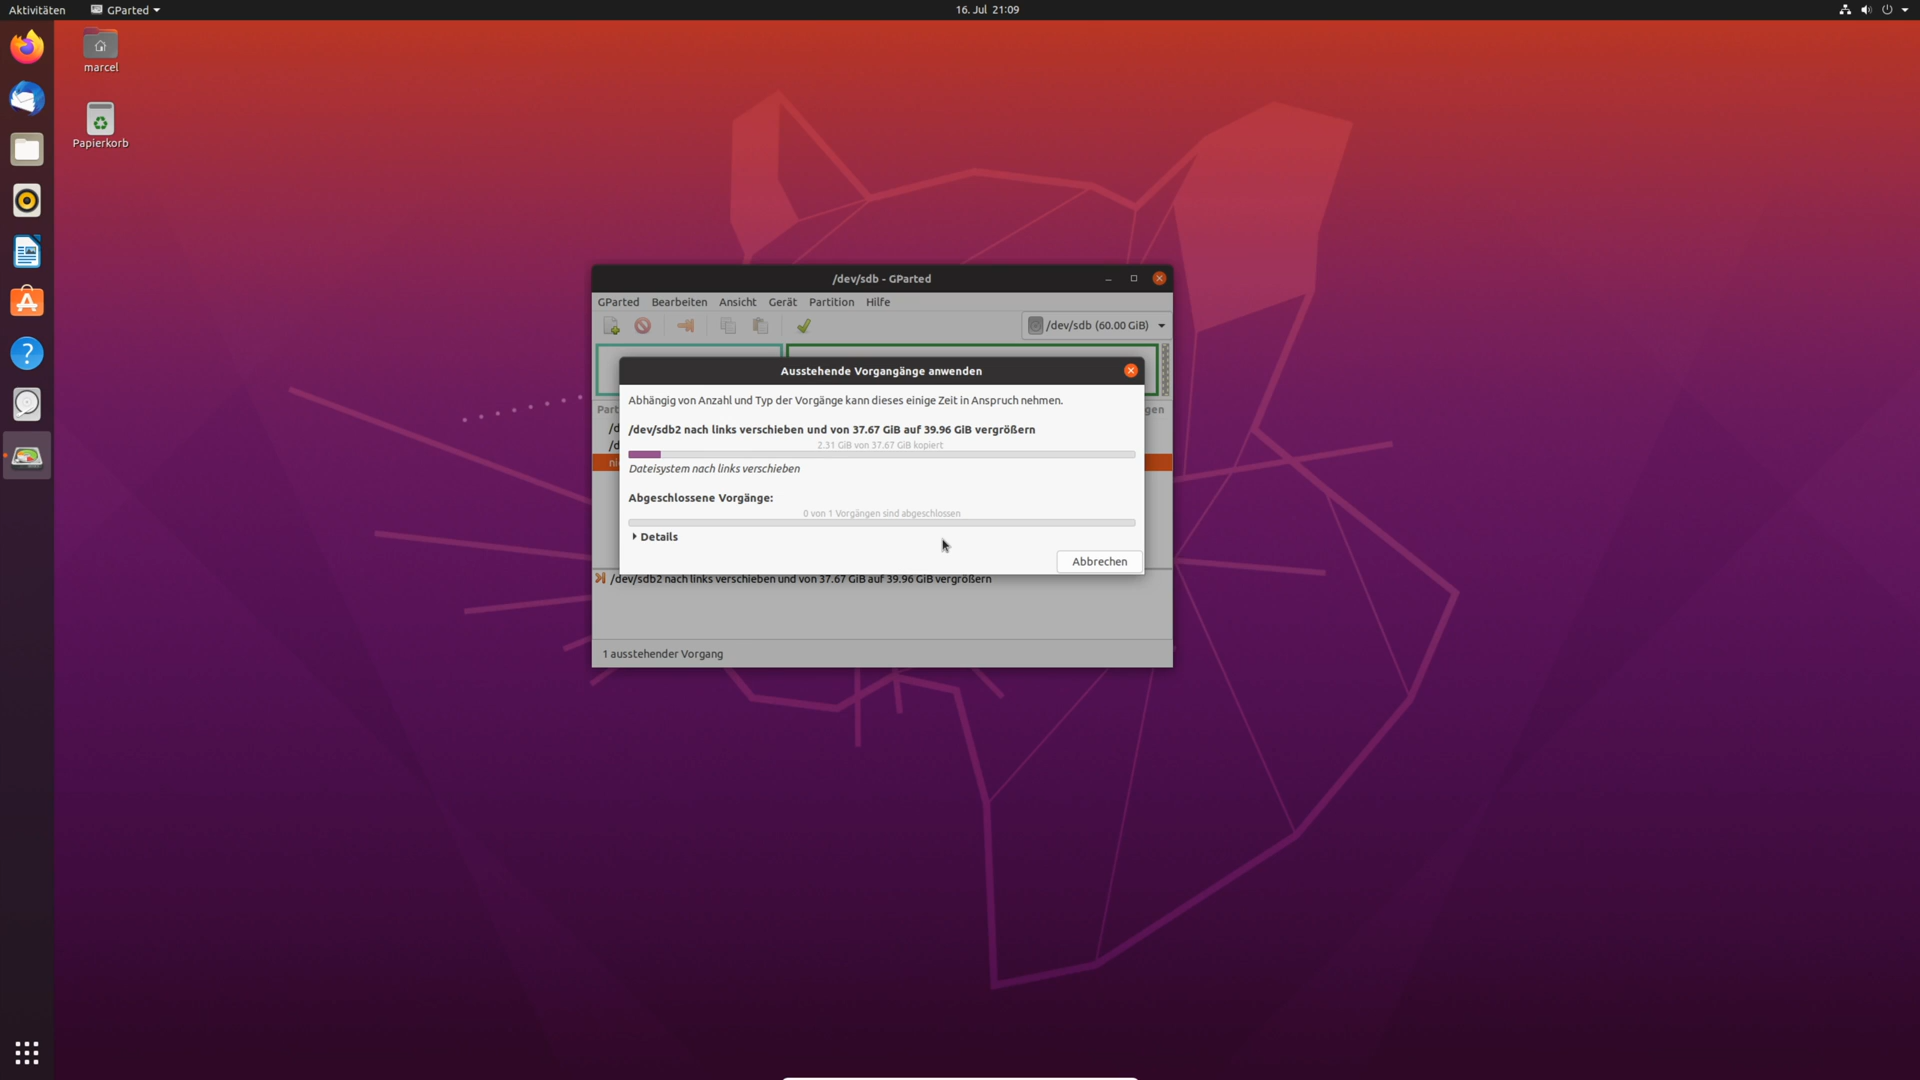 Aktivitäten
GParted
16. Jul 21:09
marcel
Papierkorb
/dev/sdb - GParted
GParted Bearbeiten Ansicht Gerät Partition Hilfe
/dev/sdb (60.00 GiB)
Ausstehende Vorgangänge anwenden
Abhängig von Anzahl und Typ der Vorgänge kann dieses einige Zeit in Anspruch nehmen.
Part
gen
/d
/dev/sdb2 nach links verschieben und von 37.67 GiB auf 39.96 GiB vergrößern
2.31 GiB von 37.67 GiB kopiert
/d
ni
Dateisystem nach links verschieben
Abgeschlossene Vorgänge:
0 von 1 Vorgängen sind abgeschlossen
Details
Abbrechen
/dev/sdb2 nach links verschieben und von 37.67 GiB auf 39.96 GiB vergrößern
1 ausstehender Vorgang